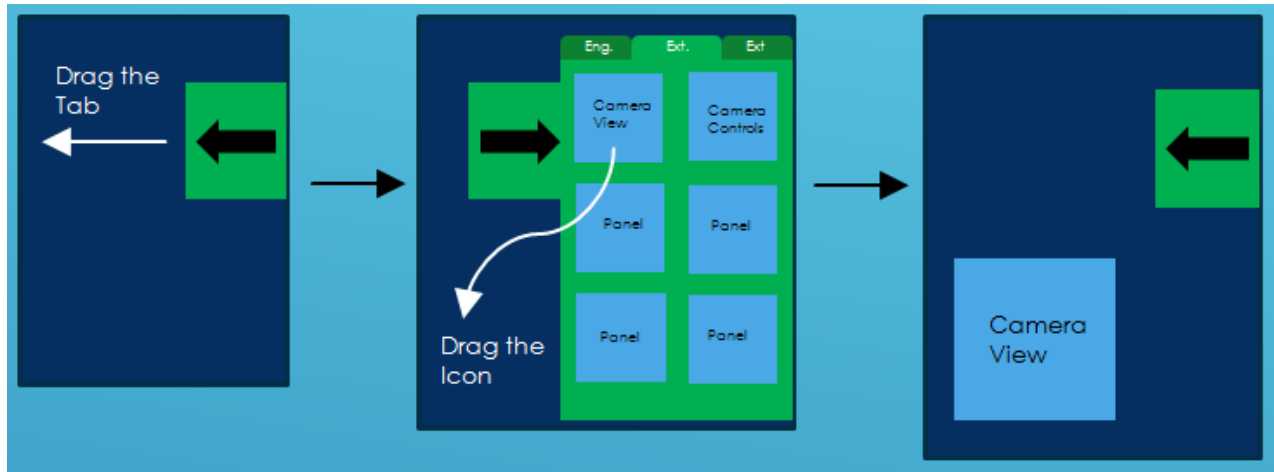 Drag the
Tab
Eng.
Ext.
Ext
Camera
View
Camera
Controls
Panel
Panel
Panel
Panel
Drag the
Icon
Camera
View